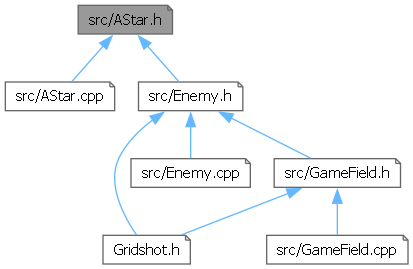 src/AStar.h
src/AStar.cpp
src/Enemy.h
src/Enemy.cpp
src/GameField.h
Gridshot.h
src/GameField.cpp